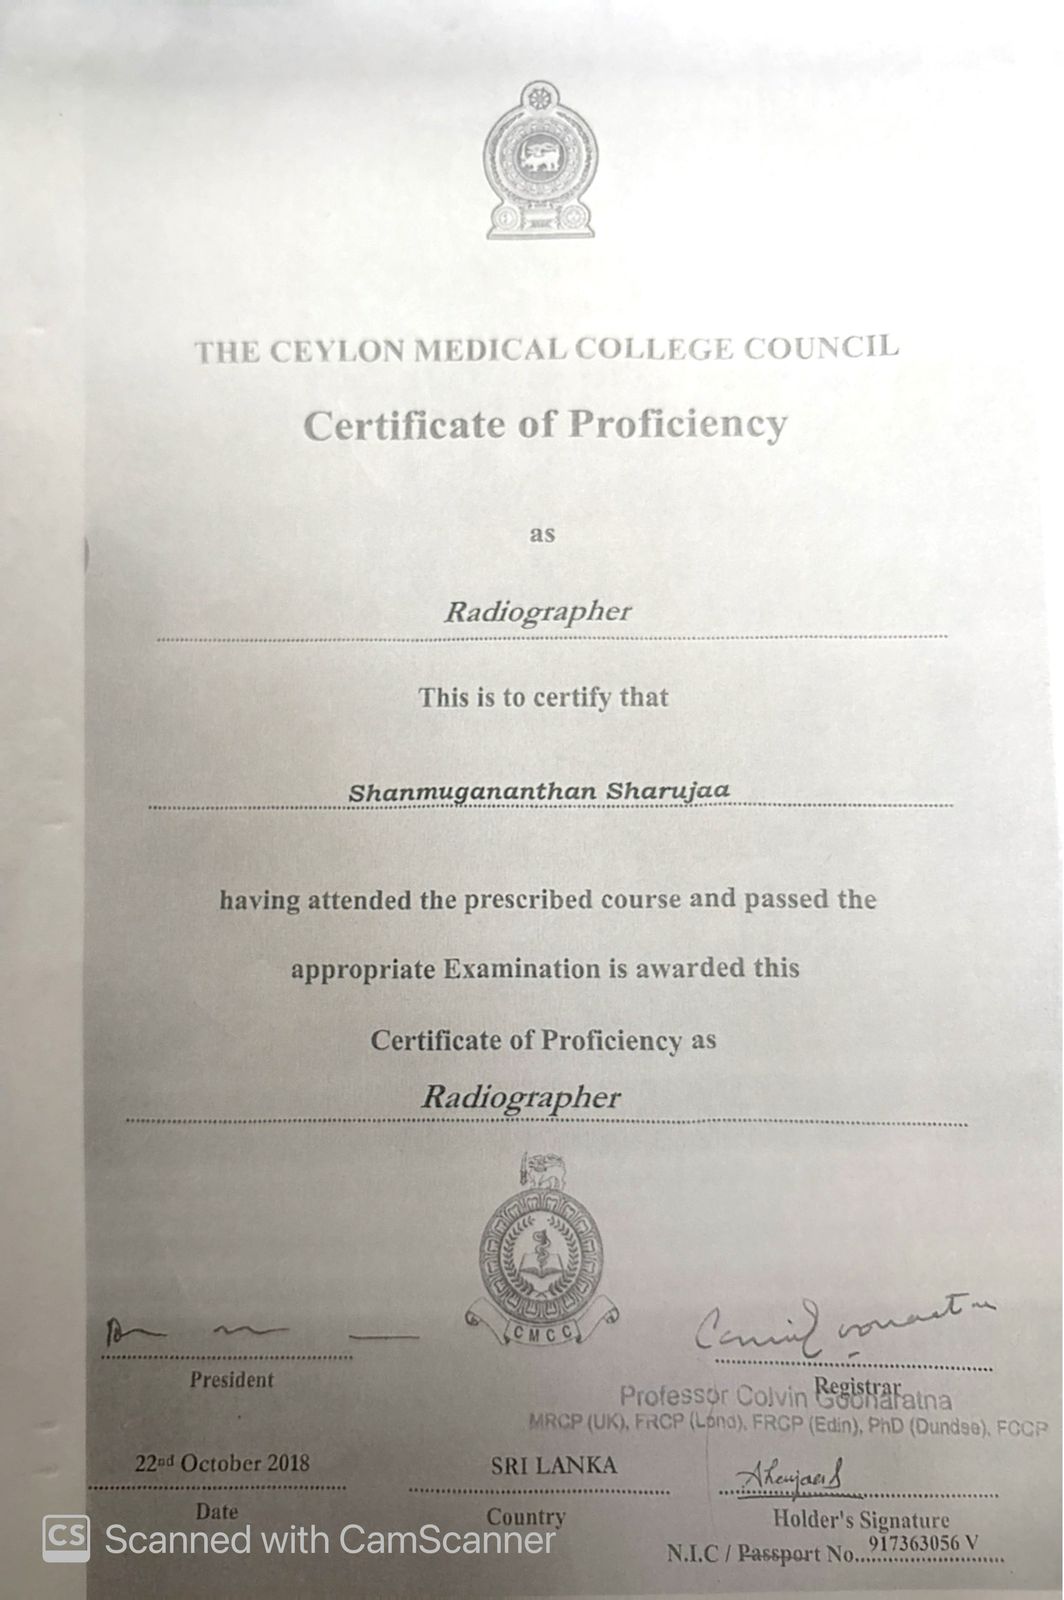 THE CEYLON MEDICAL COLLEGE COUNCIL
Certificate of Proficiency
as
Radiographer
This is to certify that
Shanmugananthan Sharujaa
having attended the prescribed course and passed the
appropriate Examination is awarded this
Certificate of Proficiency as
Radiographer
CMCC
President
Registrar
Professor Colvin Goonaratna
MRCP (UK), FRCP (Lond), FRCP (Edin), PhD (Dundee), FCCP
22nd October 2018
SRI LANKA
Date
Country
Holder's Signature
N.I.C / Passport No. 917363056 V
CS Scanned with CamScanner